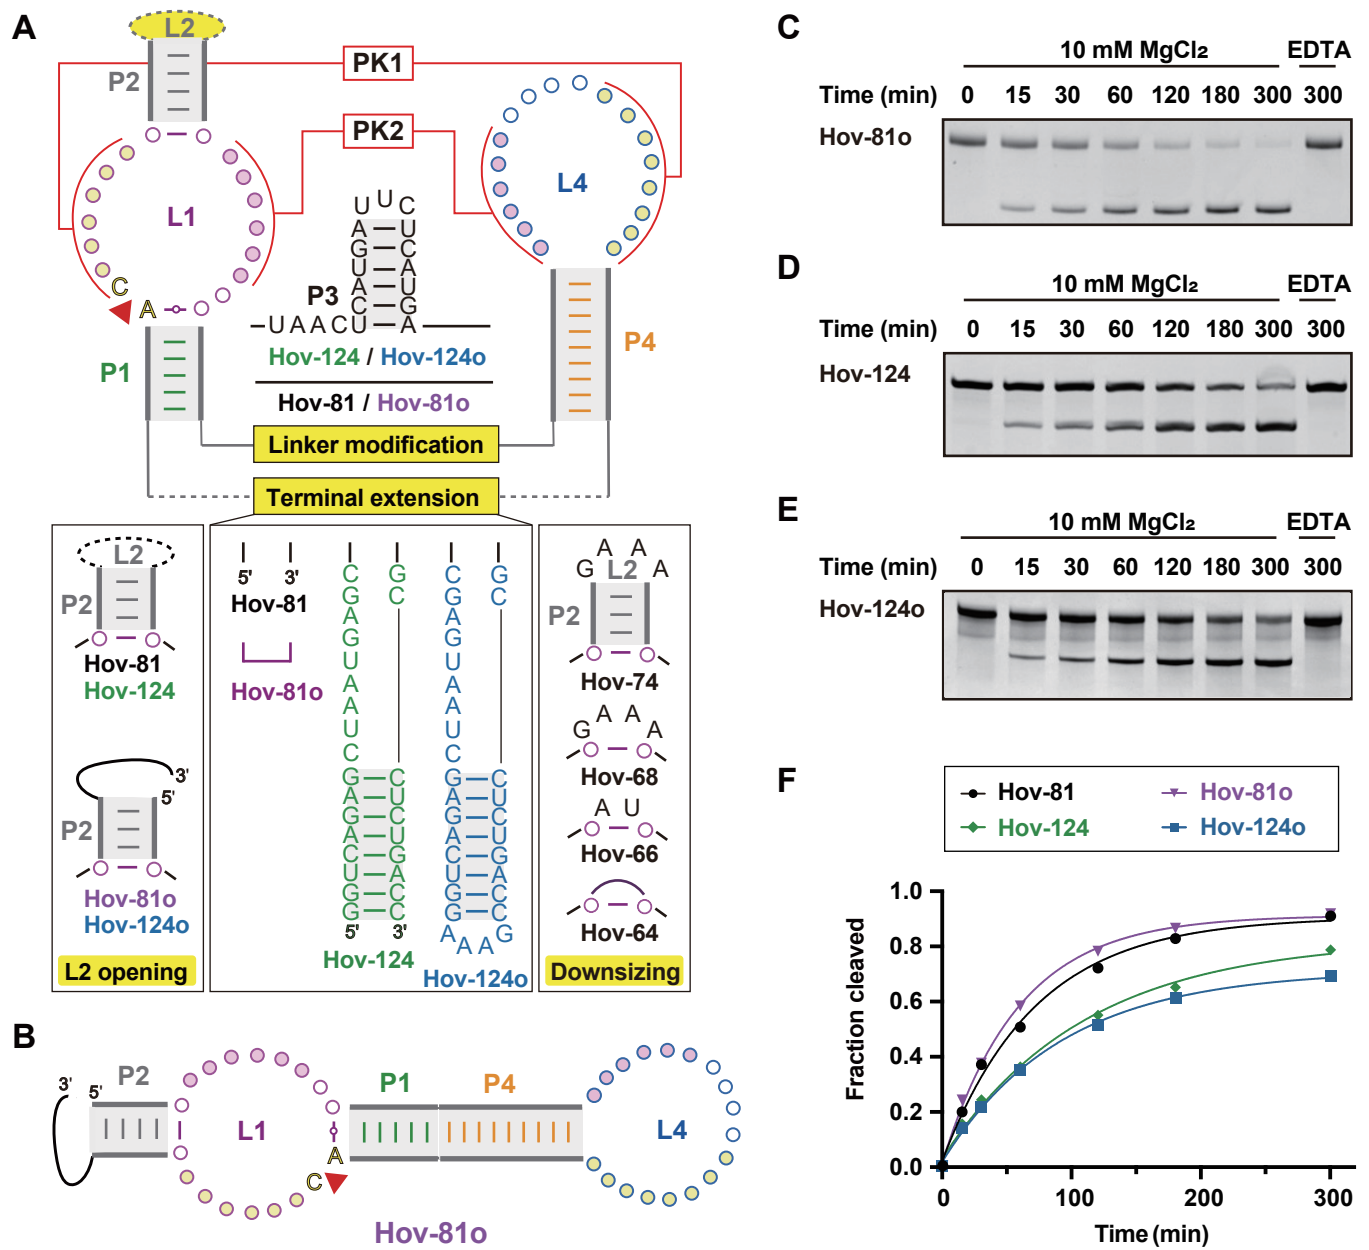 A
L2
P2
PK1
PK2
L1
L4
C
A
P1
P3
U U C
A U
G C
U A
A U
C G
UAACU A
Hov-124 / Hov-124o
Hov-81 / Hov-81o
P4
Linker modification
Terminal extension
L2
P2
Hov-81
Hov-124
3'
5'
P2
Hov-81o
Hov-124o
L2 opening
5' 3'
Hov-81
Hov-81o
C G
G C
A
G
U
A
A
U
C
G C
A U
G C
A U
C G
U A
G C
G C
5' 3'
Hov-124
C G
G C
A
G
U
A
A
U
C
G C
A U
G C
A U
C G
U A
G C
G C
A A A G
Hov-124o
G A A A
L2
P2
Hov-74
G A A A
Hov-68
A U
Hov-66
Hov-64
Downsizing
B
3'
5'
P2
L1
A
C
P1
P4
L4
Hov-81o
C
10 mM MgCl₂ EDTA
Time (min) 0 15 30 60 120 180 300 300
Hov-81o
D
10 mM MgCl₂ EDTA
Time (min) 0 15 30 60 120 180 300 300
Hov-124
E
10 mM MgCl₂ EDTA
Time (min) 0 15 30 60 120 180 300 300
Hov-124o
F
Hov-81 Hov-81o
Hov-124 Hov-124o
Fraction cleaved
1.0
0.8
0.6
0.4
0.2
0.0
0 100 200 300
Time (min)